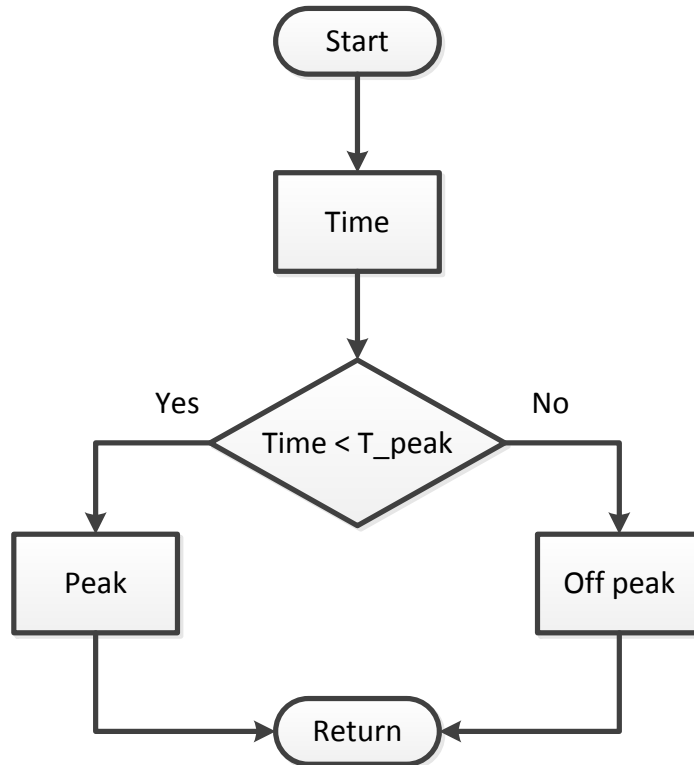 Start
Time
Yes
No
Time < T_peak
Peak
Off peak
Return